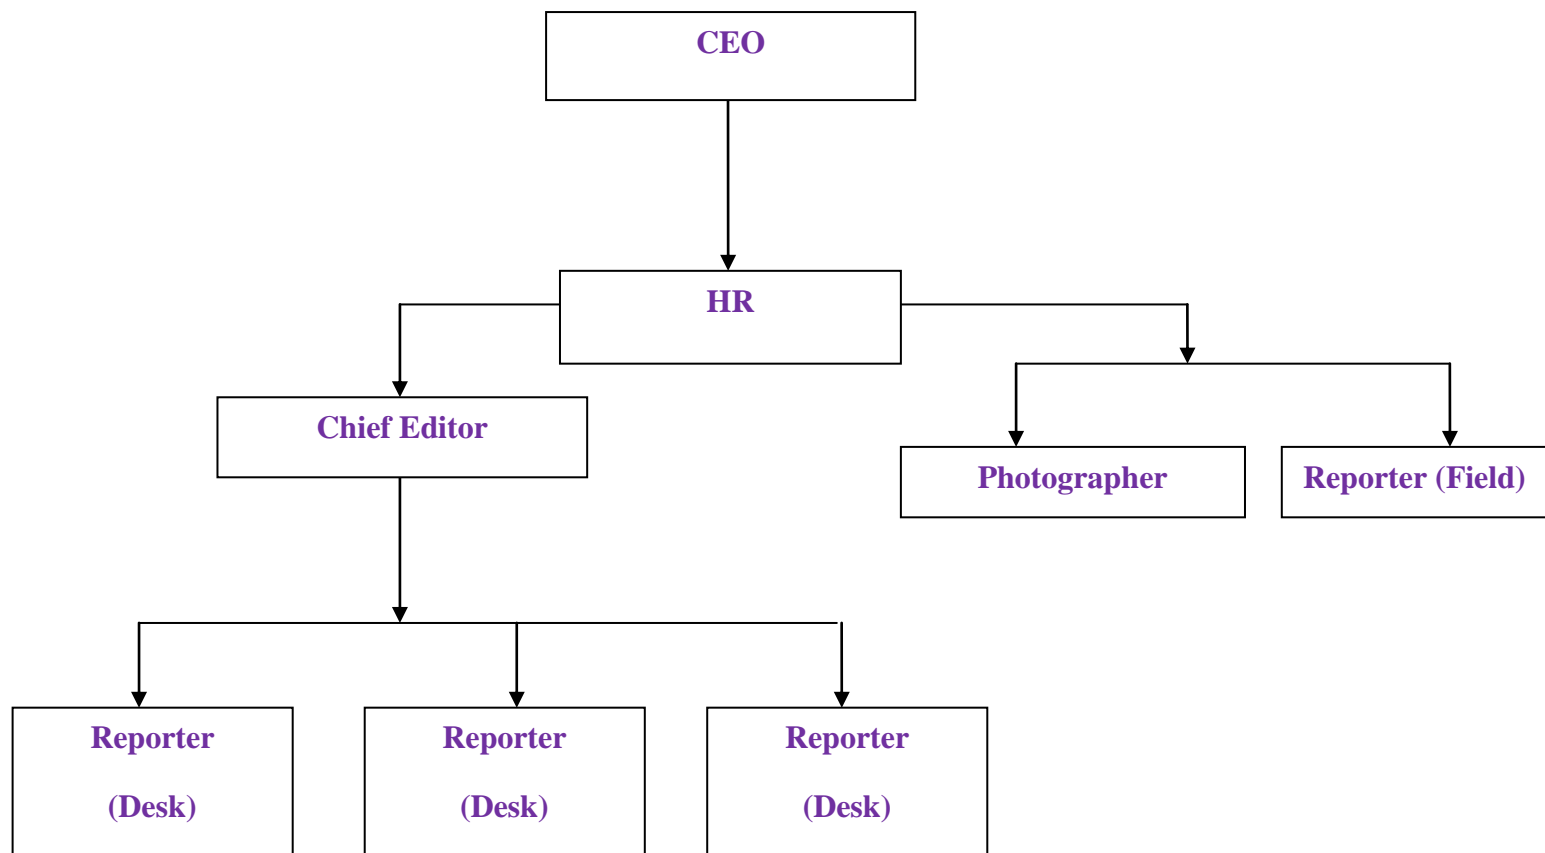 CEO
HR
Chief Editor
Photographer
Reporter (Field)
Reporter
(Desk)
Reporter
(Desk)
Reporter
(Desk)